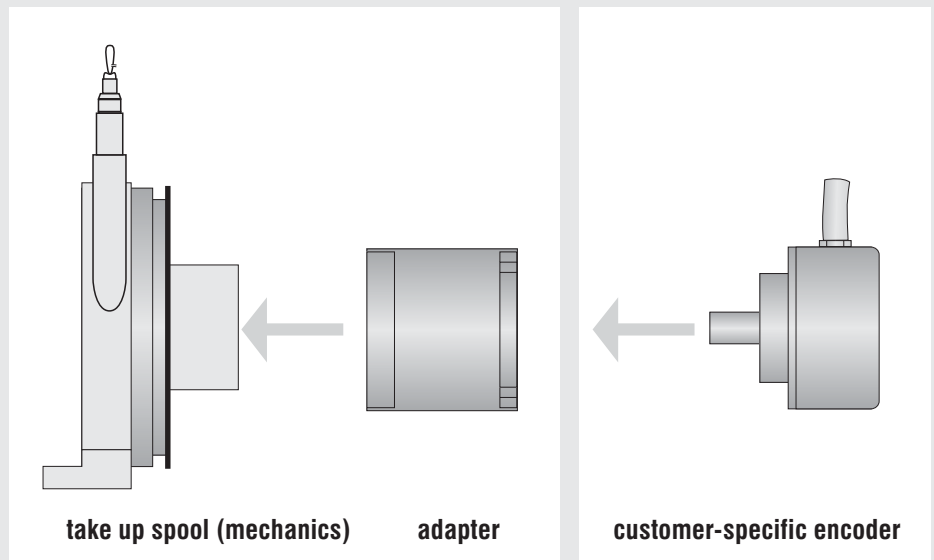 take up spool (mechanics)
adapter
customer-specific encoder